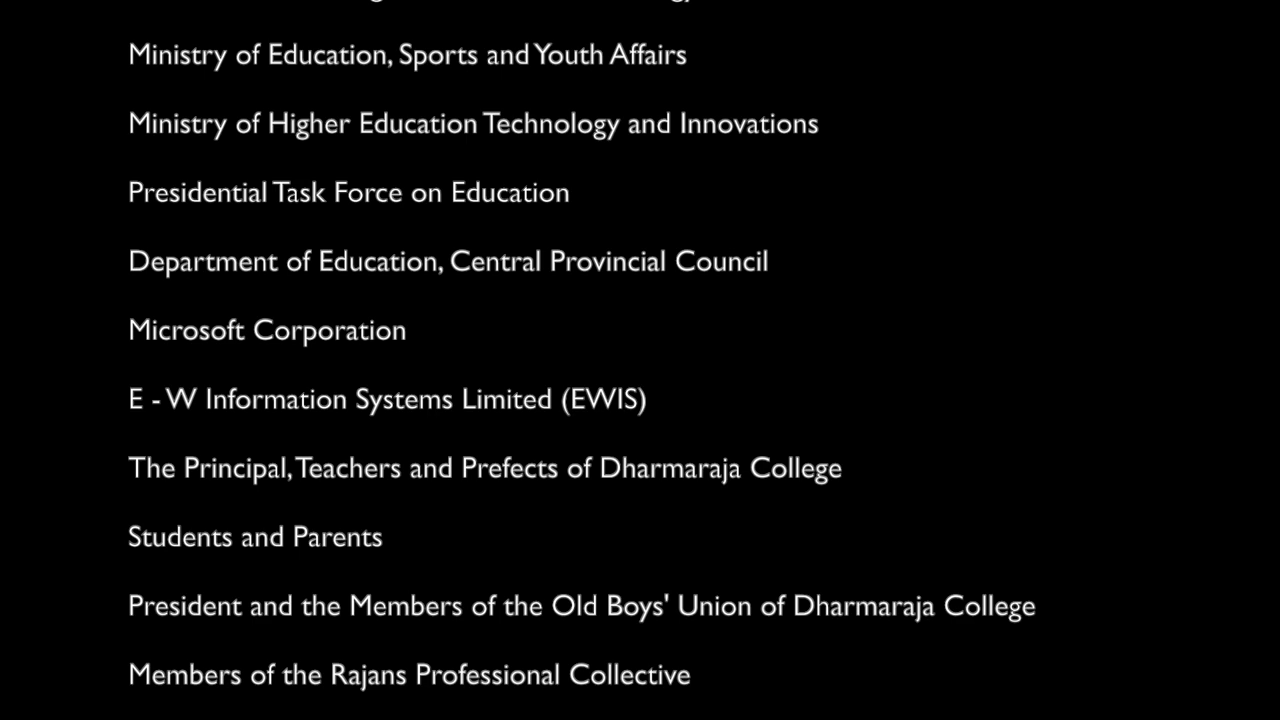 Ministry of Education, Sports and Youth Affairs
Ministry of Higher Education Technology and Innovations
Presidential Task Force on Education
Department of Education, Central Provincial Council
Microsoft Corporation
E - W Information Systems Limited (EWIS)
The Principal, Teachers and Prefects of Dharmaraja College
Students and Parents
President and the Members of the Old Boys' Union of Dharmaraja College
Members of the Rajans Professional Collective